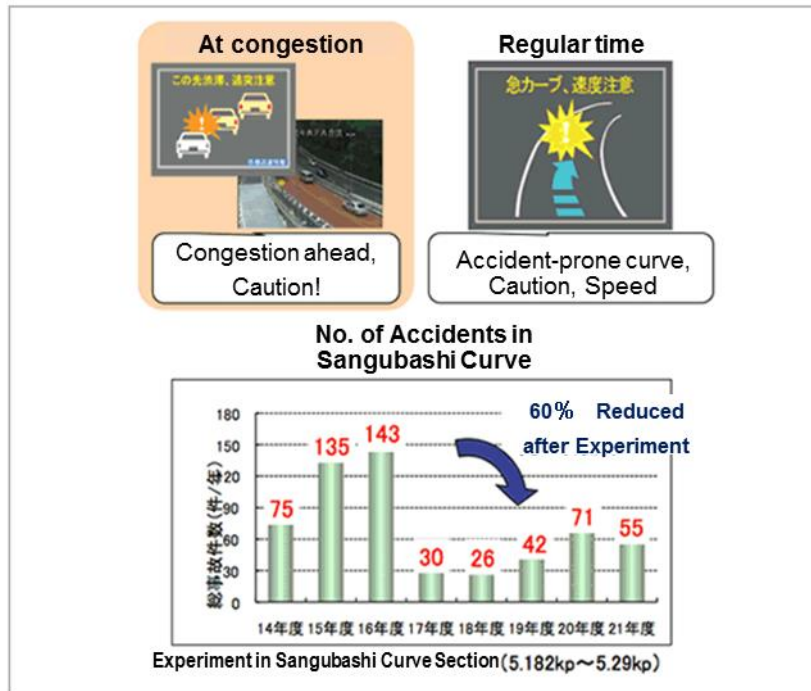 At congestion
Regular time
この先渋滞、追突注意
急カーブ、速度注意
Congestion ahead,
Caution!
Accident-prone curve,
Caution, Speed
No. of Accidents in
Sangubashi Curve
60% Reduced
after Experiment
総事故件数(件/年)
180
150
120
90
60
30
0
75
135
143
30
26
42
71
55
14年度
15年度
16年度
17年度
18年度
19年度
20年度
21年度
Experiment in Sangubashi Curve Section(5.182kp～5.29kp)